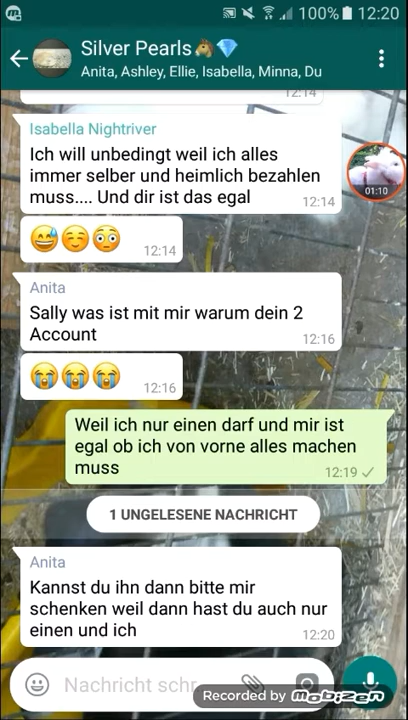 100% 12:20
Silver Pearls🐴💎
Anita, Ashley, Ellie, Isabella, Minna, Du
12:14
Isabella Nightriver
Ich will unbedingt weil ich alles
immer selber und heimlich bezahlen
muss.... Und dir ist das egal
12:14
01:10
😅☺️😳 12:14
Anita
Sally was ist mit mir warum dein 2
Account
12:16
😭😭😭 12:16
Weil ich nur einen darf und mir ist
egal ob ich von vorne alles machen
muss
12:19
1 UNGELESENE NACHRICHT
Anita
Kannst du ihn dann bitte mir
schenken weil dann hast du auch nur
einen und ich
12:20
Nachricht schr
Recorded by mobizen